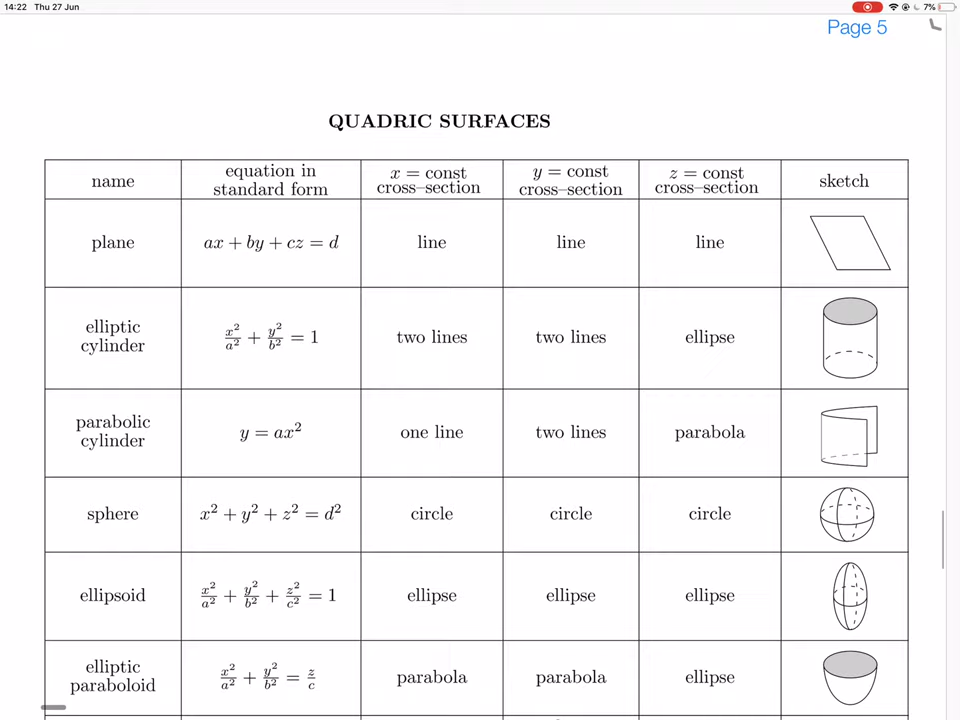 14:22 Thu 27 Jun
7%
Page 5
QUADRIC SURFACES
name
equation in
standard form
x = const
cross–section
y = const
cross–section
z = const
cross–section
sketch
plane
ax + by + cz = d
line
line
line
elliptic
cylinder
x²/a² + y²/b² = 1
two lines
two lines
ellipse
parabolic
cylinder
y = ax²
one line
two lines
parabola
sphere
x² + y² + z² = d²
circle
circle
circle
ellipsoid
x²/a² + y²/b² + z²/c² = 1
ellipse
ellipse
ellipse
elliptic
paraboloid
x²/a² + y²/b² = z/c
parabola
parabola
ellipse